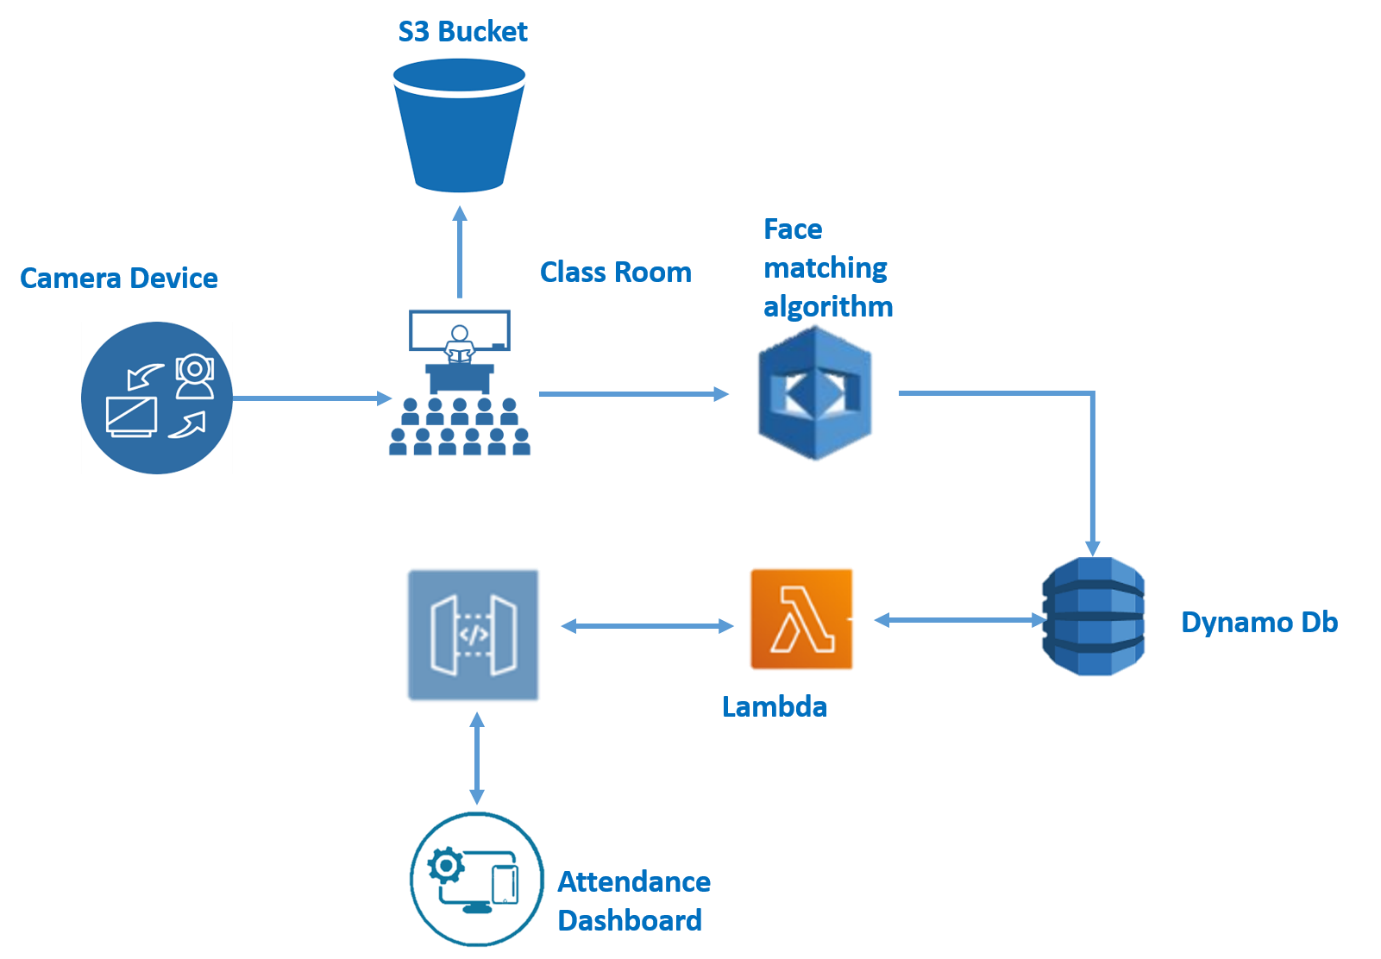 S3 Bucket
Camera Device
Class Room
Face
matching
algorithm
</>
Lambda
Dynamo Db
Attendance
Dashboard